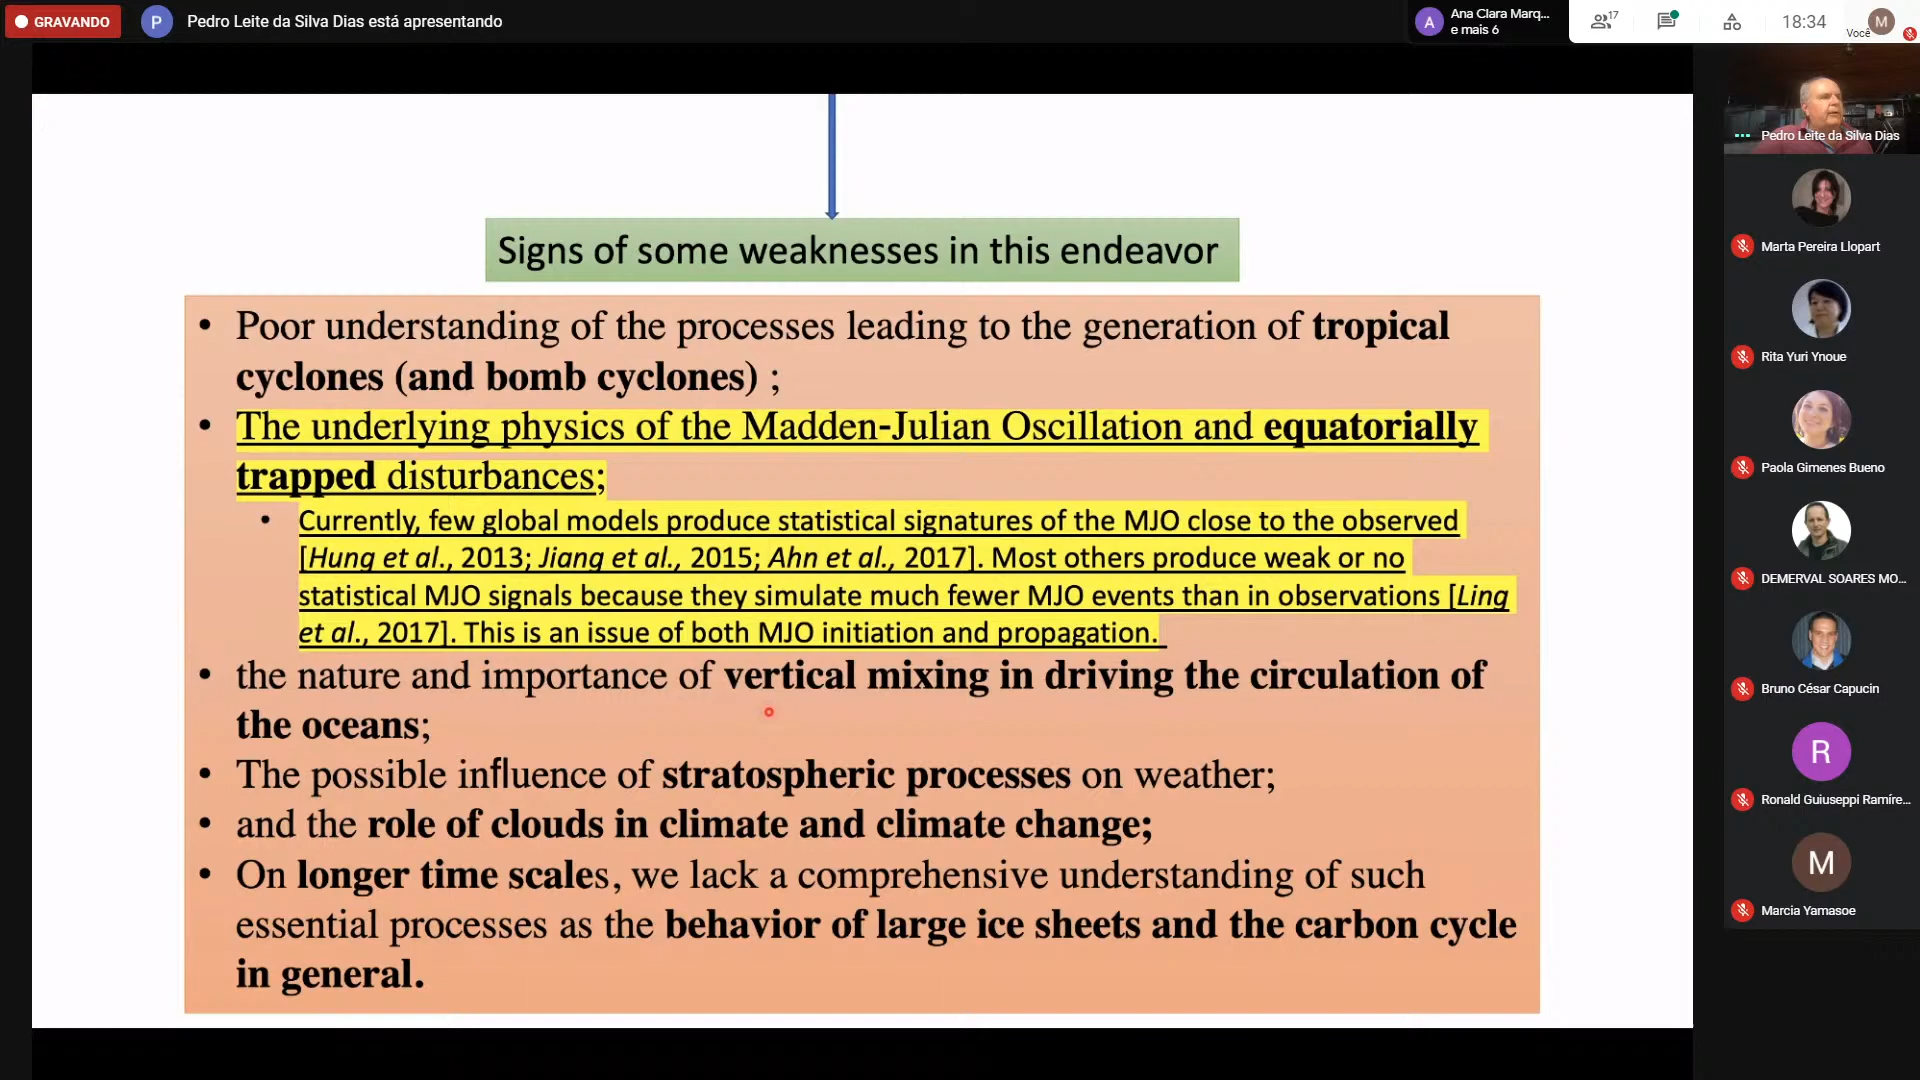 GRAVANDO
P
Pedro Leite da Silva Dias está apresentando
A
Ana Clara Marq...
e mais 6
17
18:34
Você
M
Signs of some weaknesses in this endeavor
• Poor understanding of the processes leading to the generation of tropical
cyclones (and bomb cyclones) ;
• The underlying physics of the Madden-Julian Oscillation and equatorially
trapped disturbances;
• Currently, few global models produce statistical signatures of the MJO close to the observed
[Hung et al., 2013; Jiang et al., 2015; Ahn et al., 2017]. Most others produce weak or no
statistical MJO signals because they simulate much fewer MJO events than in observations [Ling
et al., 2017]. This is an issue of both MJO initiation and propagation.
• the nature and importance of vertical mixing in driving the circulation of
the oceans;
• The possible influence of stratospheric processes on weather;
• and the role of clouds in climate and climate change;
• On longer time scales, we lack a comprehensive understanding of such
essential processes as the behavior of large ice sheets and the carbon cycle
in general.
Pedro Leite da Silva Dias
Marta Pereira Llopart
Rita Yuri Ynoue
Paola Gimenes Bueno
DEMERVAL SOARES MO...
Bruno César Capucin
R
Ronald Guiuseppi Ramíre...
M
Marcia Yamasoe